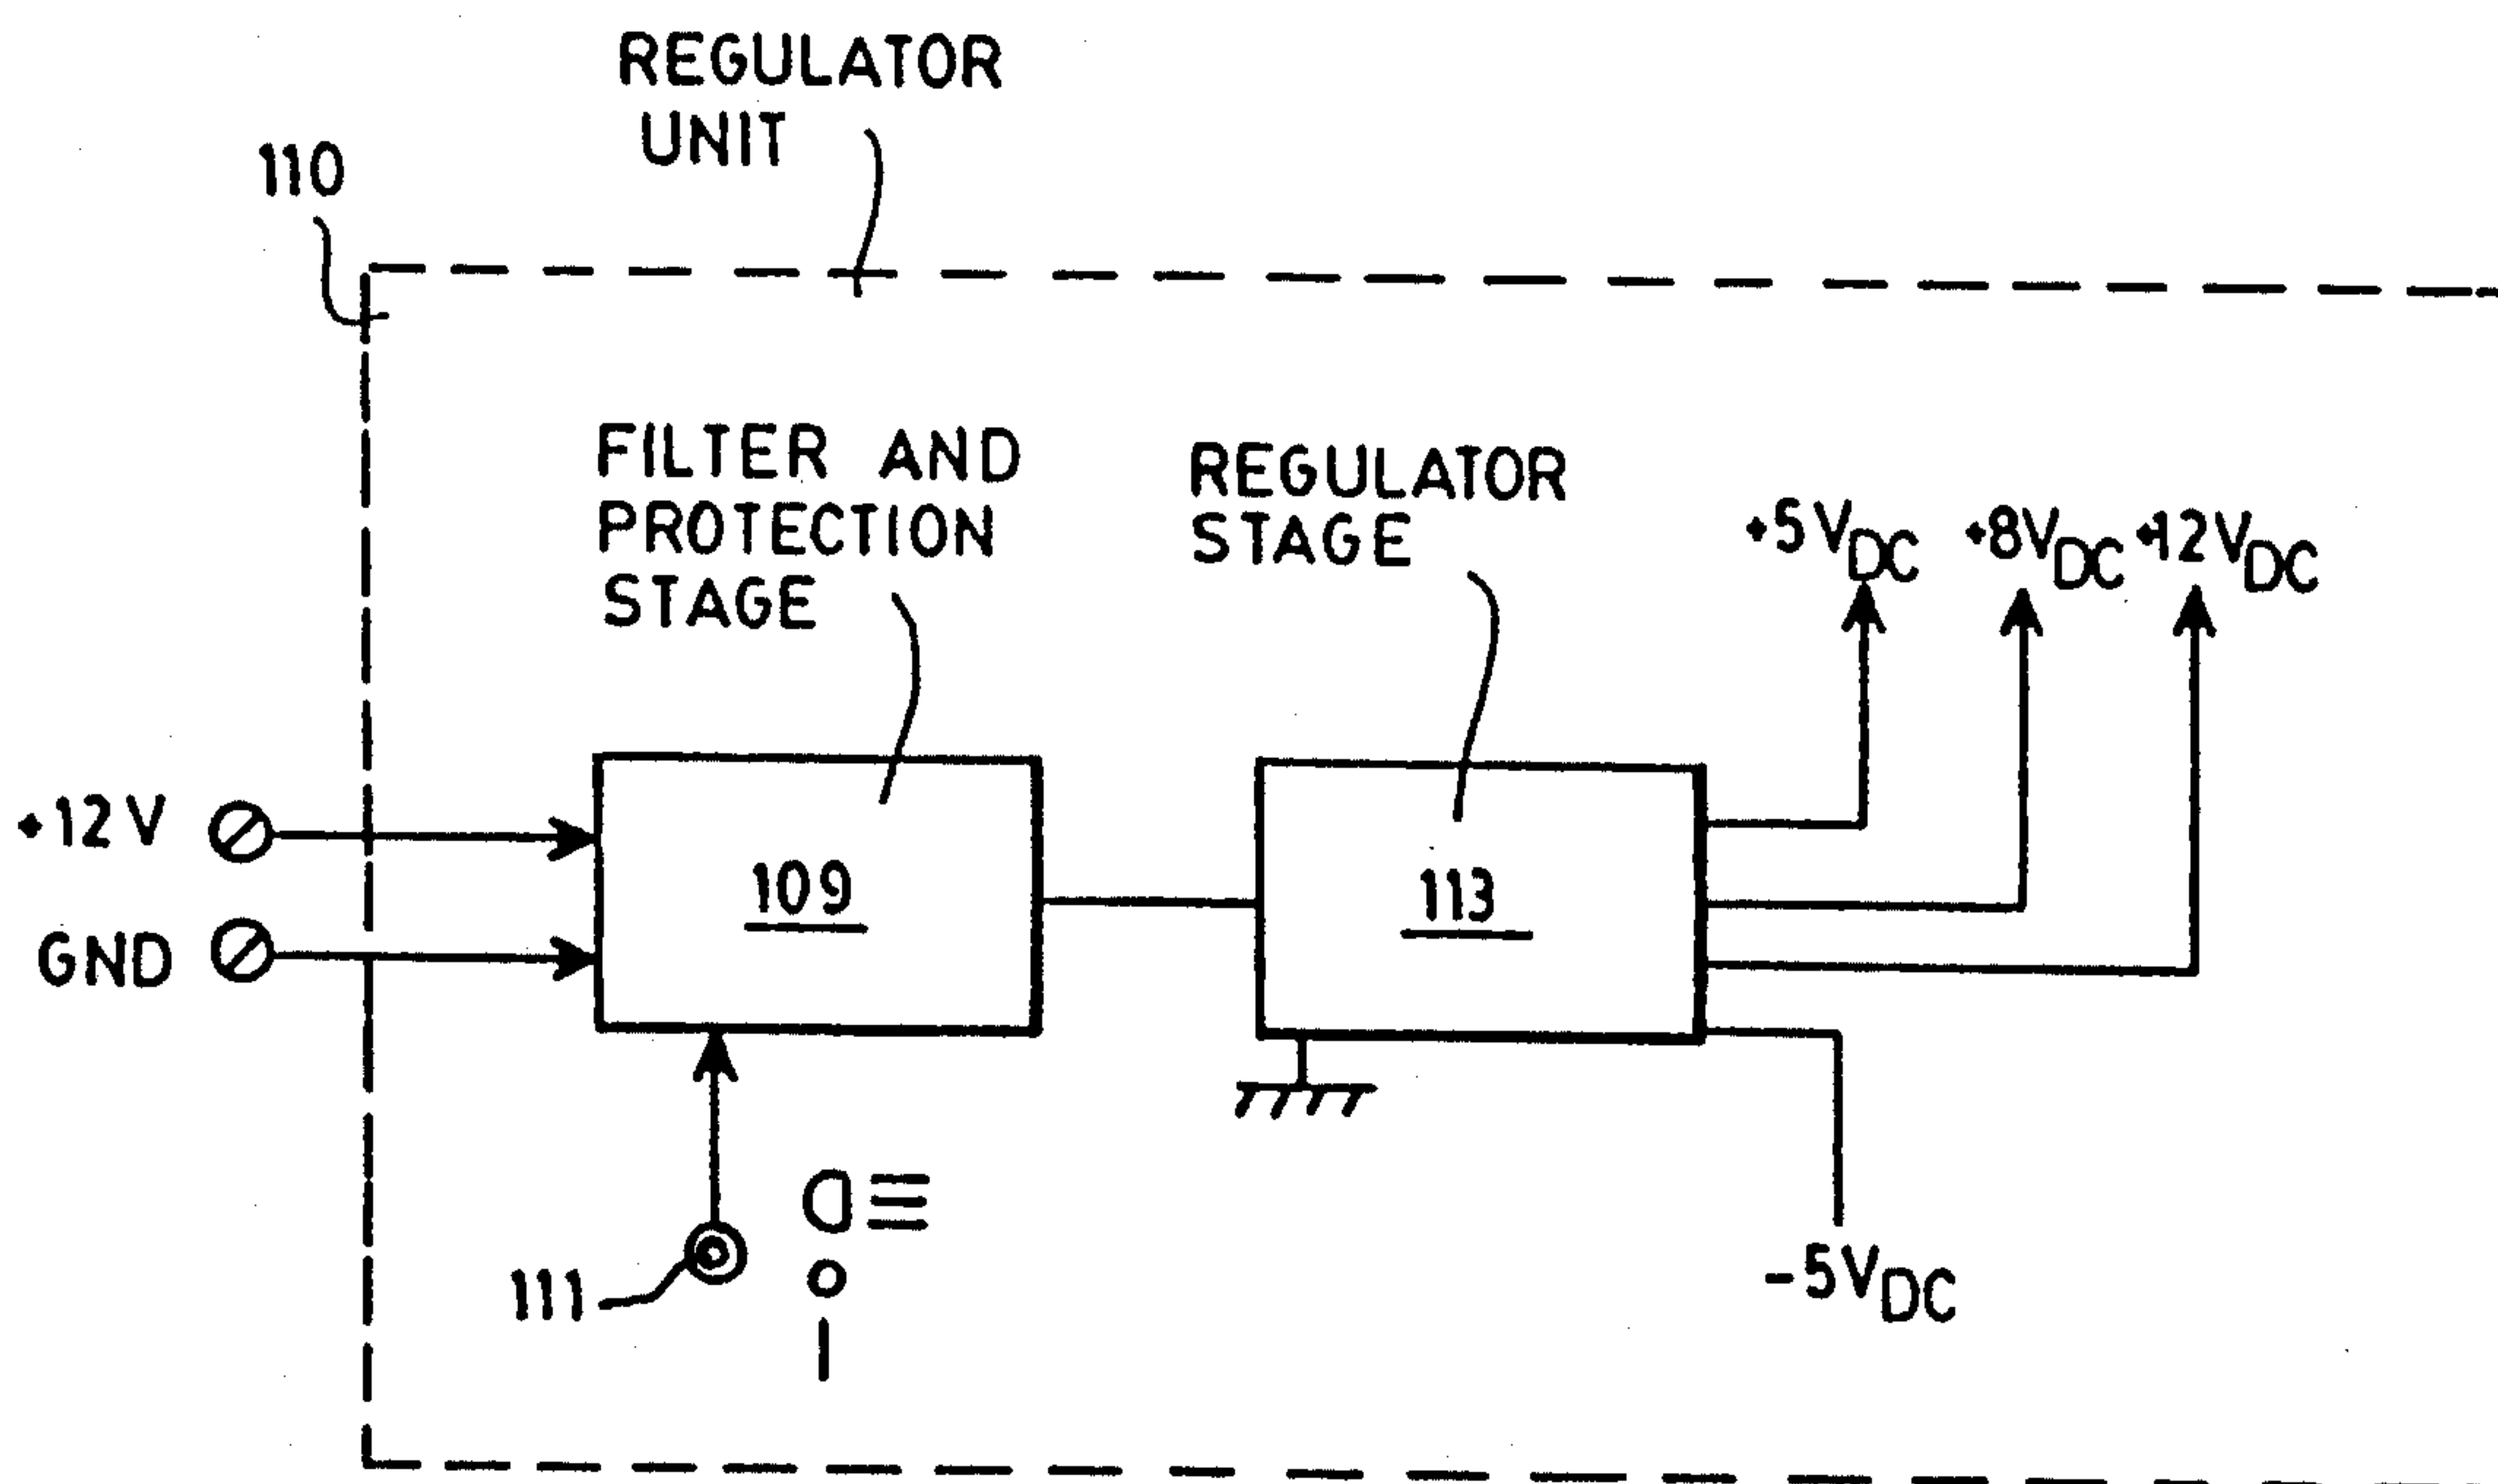 REGULATOR
UNIT
110
FILTER AND
PROTECTION
STAGE
REGULATOR
STAGE
+5VDC +8VDC +12VDC
+12V
109
113
GND
111
O
I
-5VDC